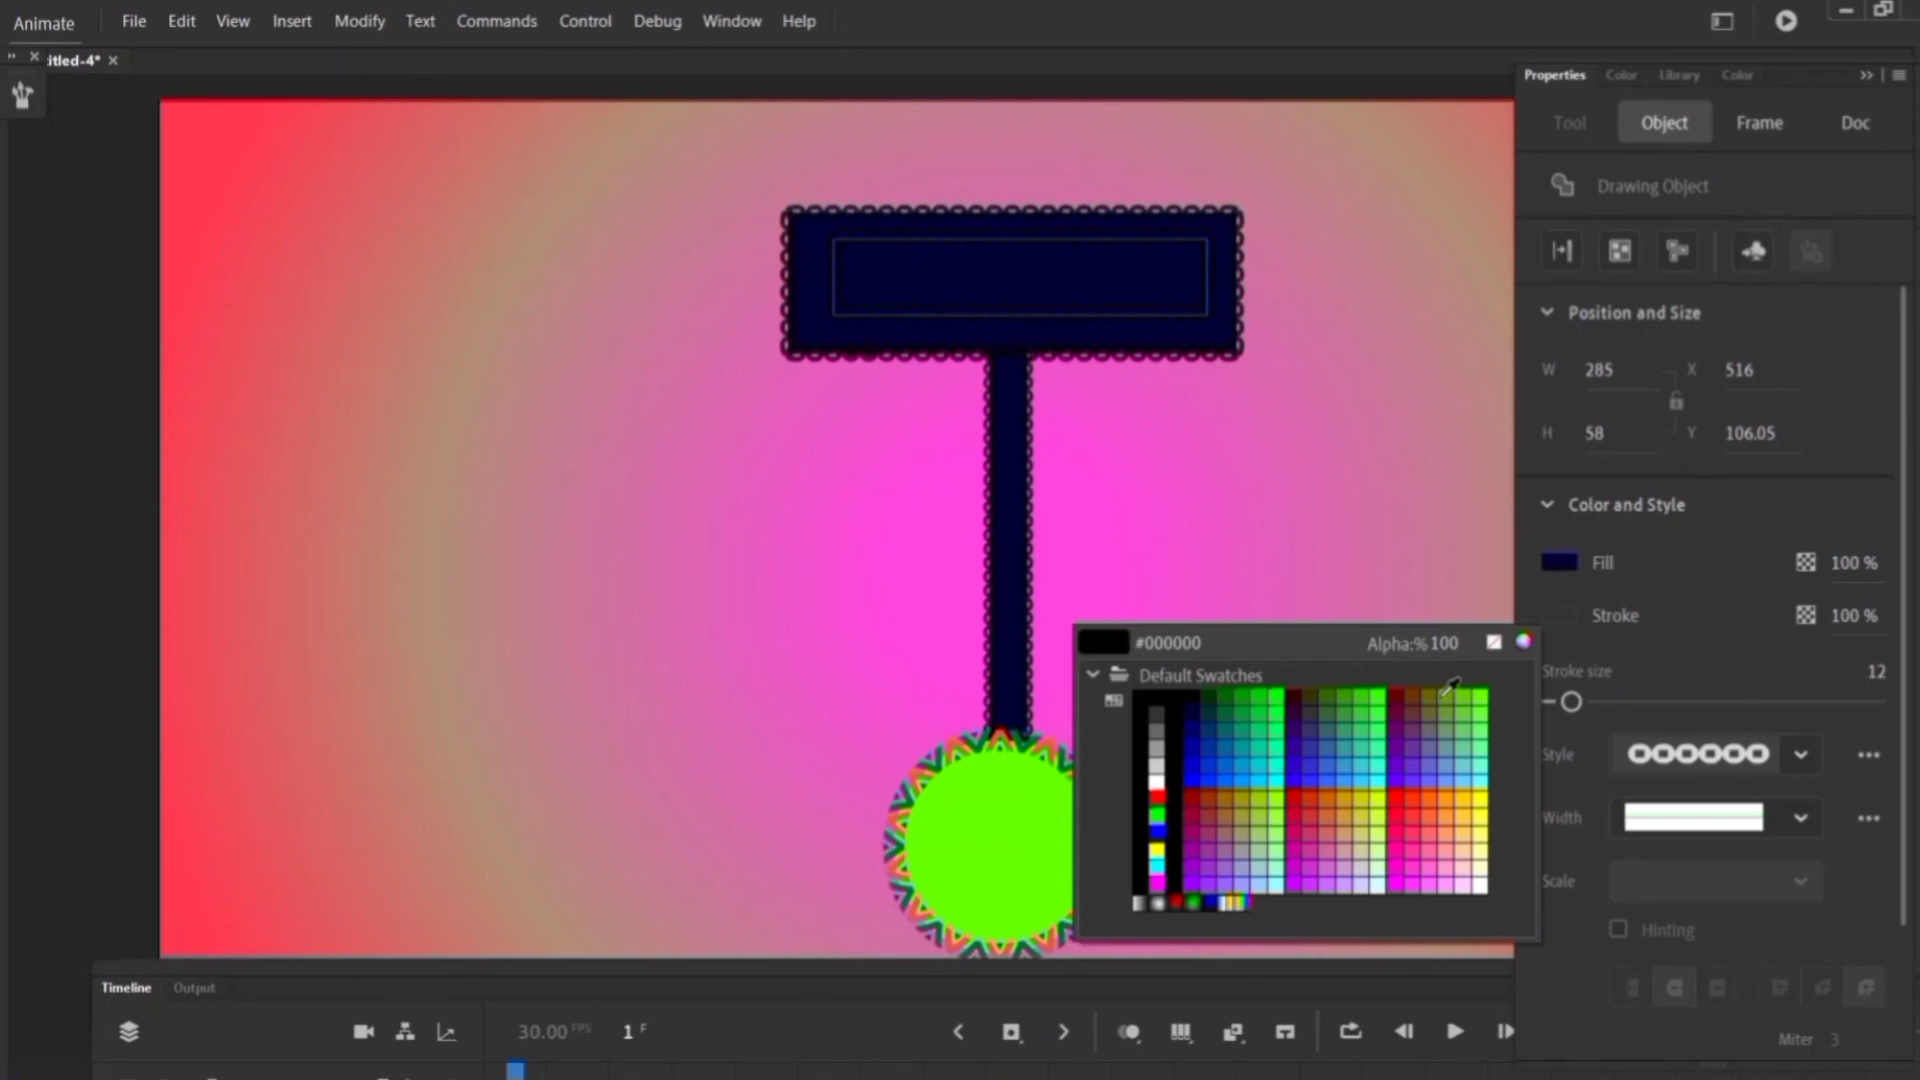 Animate File Edit View Insert Modify Text Commands Control Debug Window Help
itled-4*
Properties Color Library Color
Tool Object Frame Doc
Drawing Object
Position and Size
W 285 X 516
H 58 Y 106.05
Color and Style
Fill 100 %
Stroke 100 %
#000000 Alpha:% 100
Default Swatches
Stroke size 12
Style
Width
Scale
Hinting
Timeline Output
30.00 FPS 1 F
Miter 3